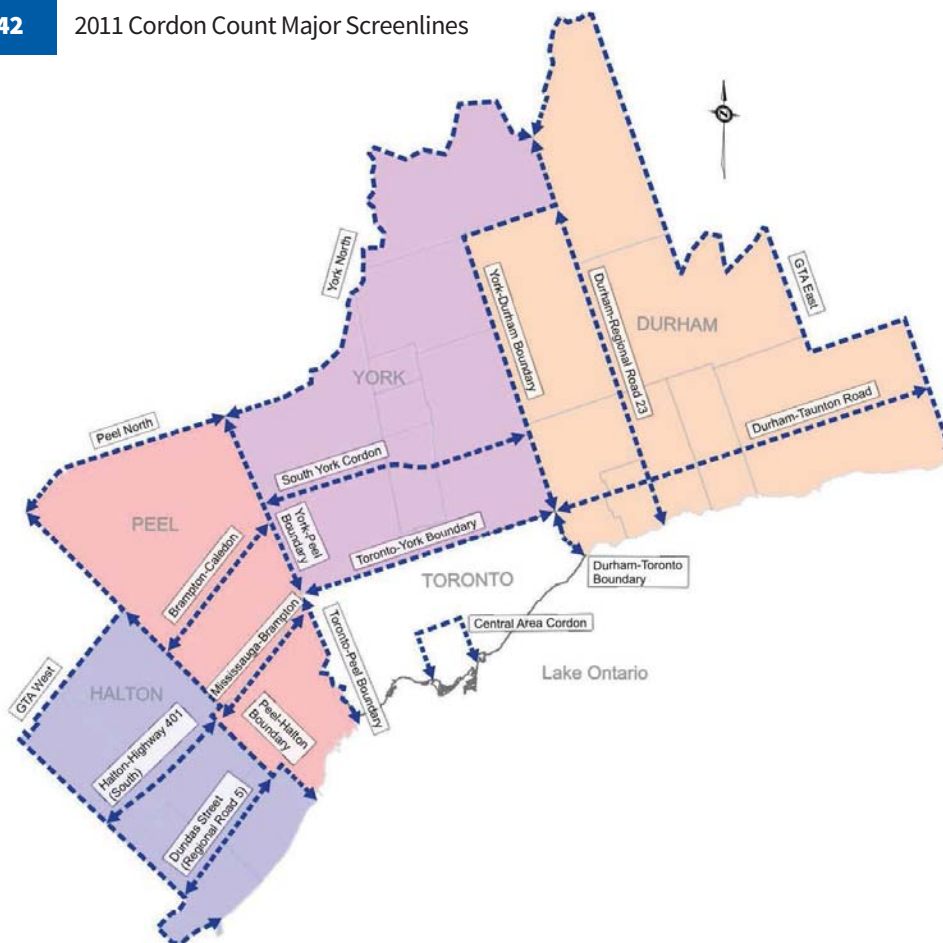 42
2011 Cordon Count Major Screenlines
N
York North
York-Durham Boundary
Durham-Regional Road 23
GTA East
DURHAM
YORK
Durham-Taunton Road
Peel North
South York Cordon
PEEL
York-Peel
Boundary
Toronto-York Boundary
Brampton-Caledon
TORONTO
Durham-Toronto
Boundary
Mississauga-Brampton
Toronto-Peel Boundary
Central Area Cordon
Lake Ontario
GTA West
HALTON
Peel-Halton
Boundary
Halton-Highway 401
(South)
Dundas Street
(Regional Road 5)